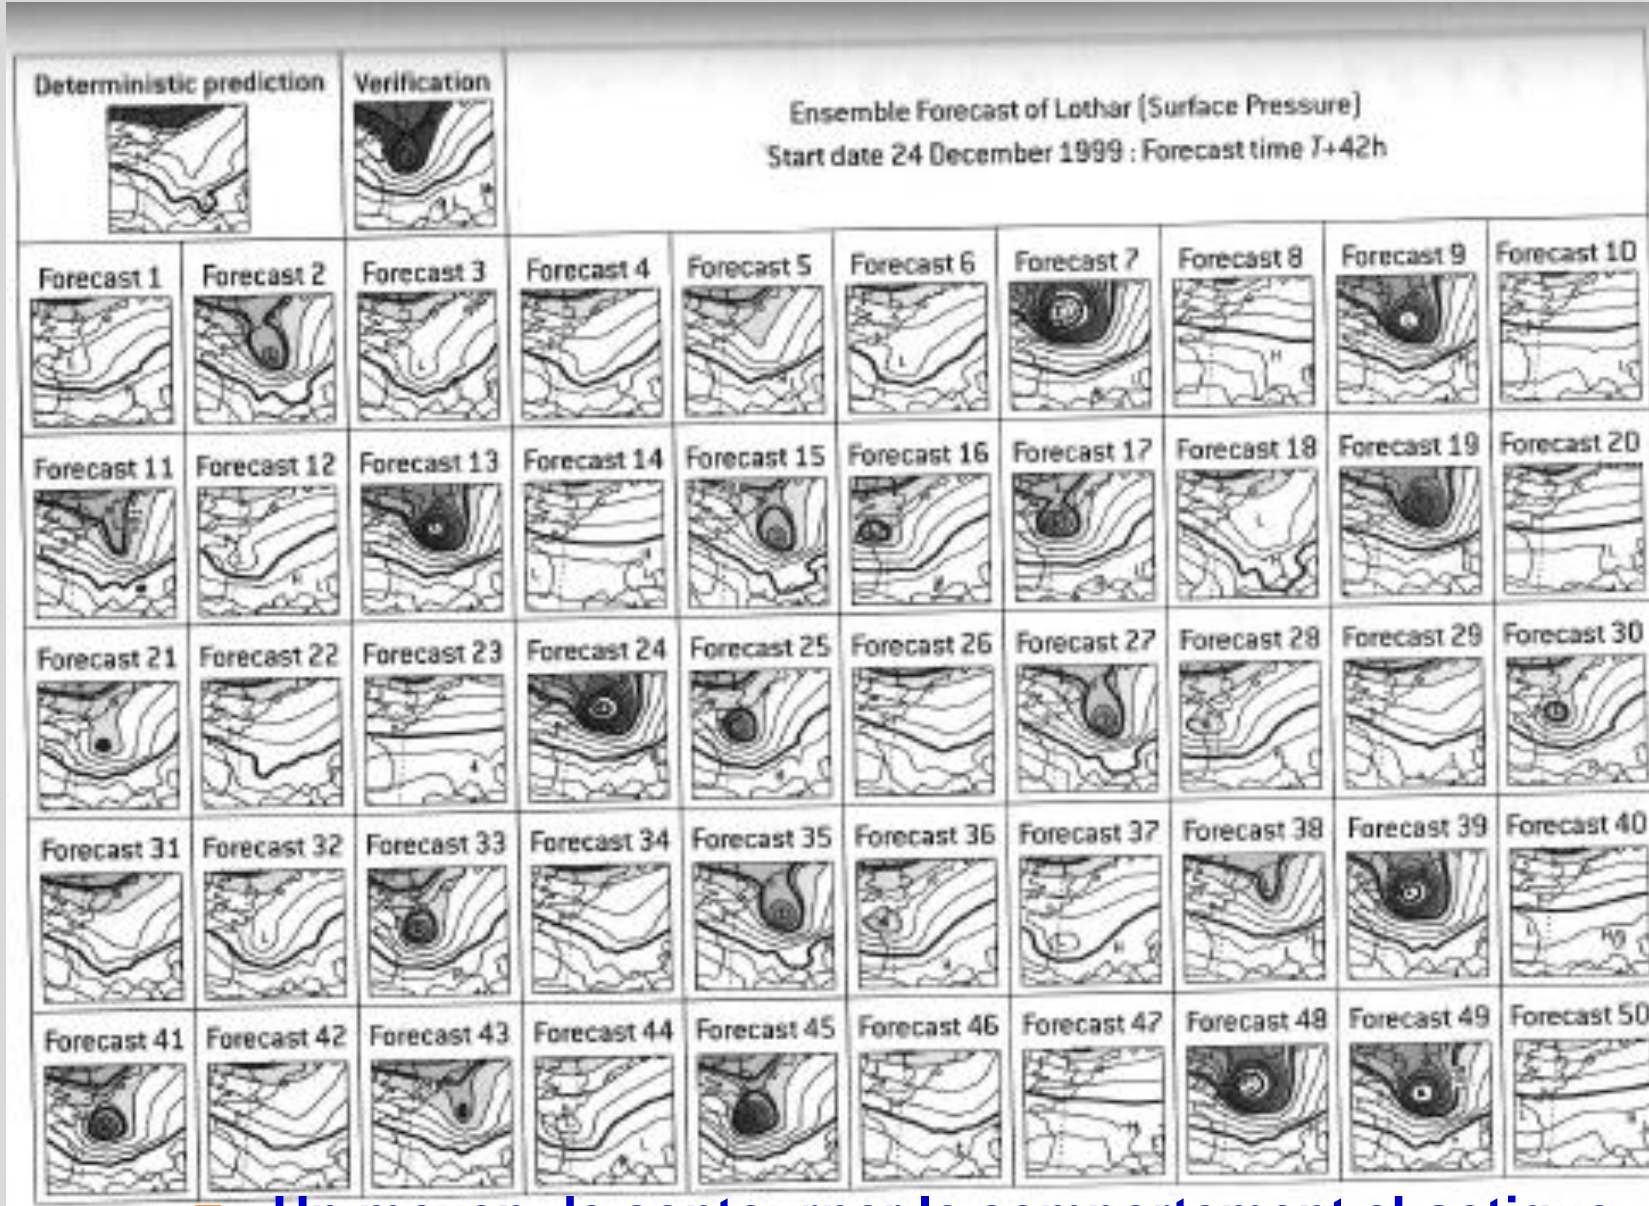 Deterministic prediction
Verification
Ensemble Forecast of Lothar (Surface Pressure)
Start date 24 December 1999 : Forecast time T+42h
Forecast 1 Forecast 2 Forecast 3 Forecast 4 Forecast 5 Forecast 6 Forecast 7 Forecast 8 Forecast 9 Forecast 10
Forecast 11 Forecast 12 Forecast 13 Forecast 14 Forecast 15 Forecast 16 Forecast 17 Forecast 18 Forecast 19 Forecast 20
Forecast 21 Forecast 22 Forecast 23 Forecast 24 Forecast 25 Forecast 26 Forecast 27 Forecast 28 Forecast 29 Forecast 30
Forecast 31 Forecast 32 Forecast 33 Forecast 34 Forecast 35 Forecast 36 Forecast 37 Forecast 38 Forecast 39 Forecast 40
Forecast 41 Forecast 42 Forecast 43 Forecast 44 Forecast 45 Forecast 46 Forecast 47 Forecast 48 Forecast 49 Forecast 50